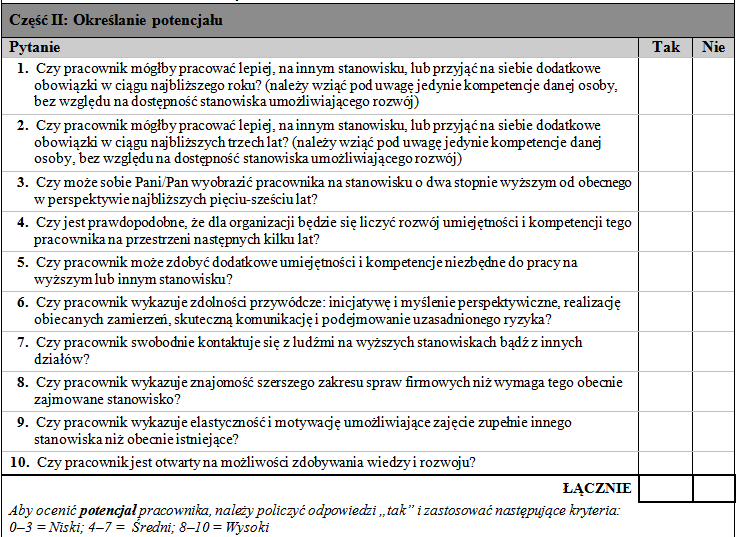 Część II: Określanie potencjału
Pytanie Tak Nie
1. Czy pracownik mógłby pracować lepiej, na innym stanowisku, lub przyjąć na siebie dodatkowe
obowiązki w ciągu najbliższego roku? (należy wziąć pod uwagę jedynie kompetencje danej osoby,
bez względu na dostępność stanowiska umożliwiającego rozwój)
2. Czy pracownik mógłby pracować lepiej, na innym stanowisku, lub przyjąć na siebie dodatkowe
obowiązki w ciągu najbliższych trzech lat? (należy wziąć pod uwagę jedynie kompetencje danej
osoby, bez względu na dostępność stanowiska umożliwiającego rozwój)
3. Czy może sobie Pani/Pan wyobrazić pracownika na stanowisku o dwa stopnie wyższym od obecnego
w perspektywie najbliższych pięciu-sześciu lat?
4. Czy jest prawdopodobne, że dla organizacji będzie się liczyć rozwój umiejętności i kompetencji tego
pracownika na przestrzeni następnych kilku lat?
5. Czy pracownik może zdobyć dodatkowe umiejętności i kompetencje niezbędne do pracy na
wyższym lub innym stanowisku?
6. Czy pracownik wykazuje zdolności przywódcze: inicjatywę i myślenie perspektywiczne, realizację
obiecanych zamierzeń, skuteczną komunikację i podejmowanie uzasadnionego ryzyka?
7. Czy pracownik swobodnie kontaktuje się z ludźmi na wyższych stanowiskach bądź z innych
działów?
8. Czy pracownik wykazuje znajomość szerszego zakresu spraw firmowych niż wymaga tego obecnie
zajmowane stanowisko?
9. Czy pracownik wykazuje elastyczność i motywację umożliwiające zajęcie zupełnie innego
stanowiska niż obecnie istniejące?
10. Czy pracownik jest otwarty na możliwości zdobywania wiedzy i rozwoju?
ŁĄCZNIE
Aby ocenić potencjał pracownika, należy policzyć odpowiedzi „tak” i zastosować następujące kryteria:
0–3 = Niski; 4–7 = Średni; 8–10 = Wysoki